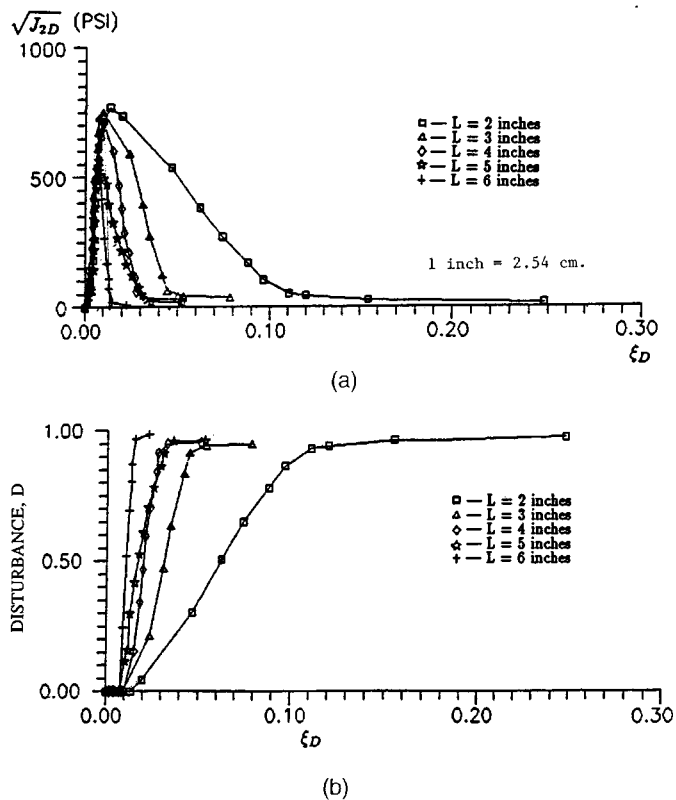 √J2D (PSI)
1000
500
0
0.00 0.10 0.20 0.30
ξD
L = 2 inches
L = 3 inches
L = 4 inches
L = 5 inches
L = 6 inches
1 inch = 2.54 cm.
(a)
DISTURBANCE, D
1.00
0.50
0.00
0.00 0.10 0.20 0.30
ξD
L = 2 inches
L = 3 inches
L = 4 inches
L = 5 inches
L = 6 inches
(b)